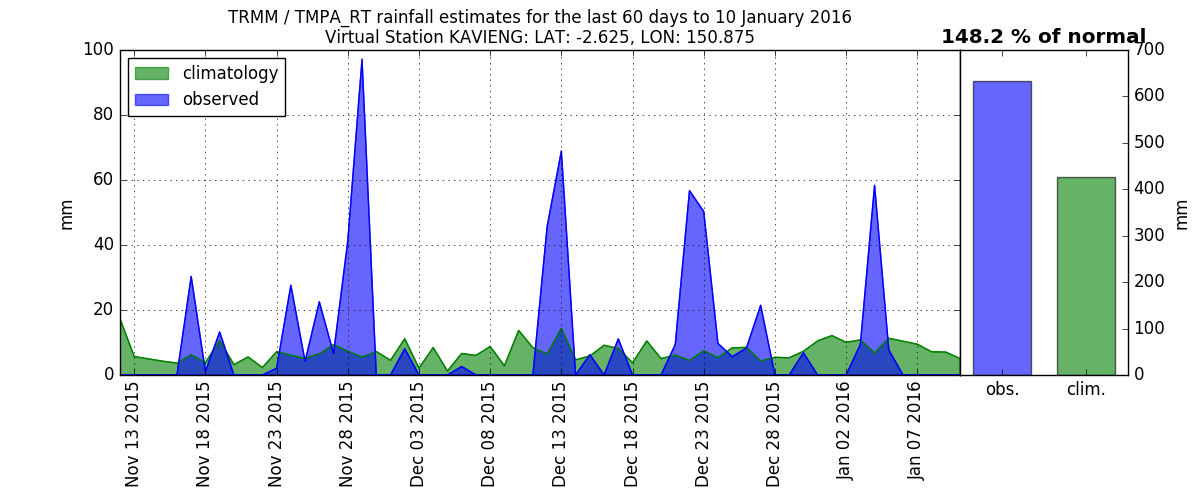 TRMM / TMPA_RT rainfall estimates for the last 60 days to 10 January 2016
Virtual Station KAVIENG: LAT: -2.625, LON: 150.875
148.2 % of normal
climatology
observed
mm
100
80
60
40
20
0
Nov 13 2015
Nov 18 2015
Nov 23 2015
Nov 28 2015
Dec 03 2015
Dec 08 2015
Dec 13 2015
Dec 18 2015
Dec 23 2015
Dec 28 2015
Jan 02 2016
Jan 07 2016
700
600
500
400
300
200
100
0
mm
obs.
clim.